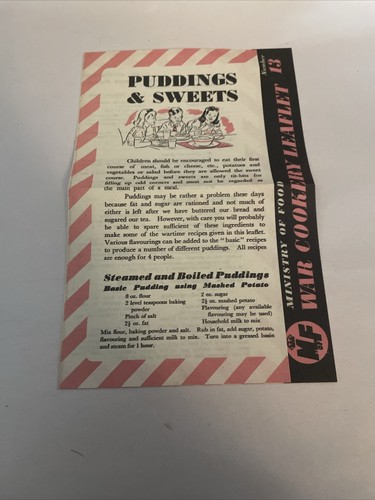 PUDDINGS
& SWEETS
Children should be encouraged to eat their first
course of meat, fish or cheese, etc., potatoes and
vegetables or salad before they are allowed the sweet
course. Puddings and sweets are only tit-bits for
filling up odd corners and must not be regarded as
the main part of a meal.
Puddings may be rather a problem these days
because fat and sugar are rationed and not much of
either is left after we have buttered our bread and
sugared our tea. However, with care you will probably
be able to spare sufficient of these ingredients to
make some of the wartime recipes given in this leaflet.
Various flavourings can be added to the "basic" recipes
to produce a number of different puddings. All recipes
are enough for 4 people.
Steamed and Boiled Puddings
Basic Pudding using Mashed Potato
8 oz. flour
2 level teaspoons baking
powder
Pinch of salt
2½ oz. fat
2 oz. sugar
2½ oz. mashed potato
Flavouring (any available
flavouring may be used)
Household milk to mix
Mix flour, baking powder and salt. Rub in fat, add sugar, potato,
flavouring and sufficient milk to mix. Turn into a greased basin
and steam for 1 hour.
MINISTRY OF FOOD
WAR COOKERY LEAFLET
Number
13
MF